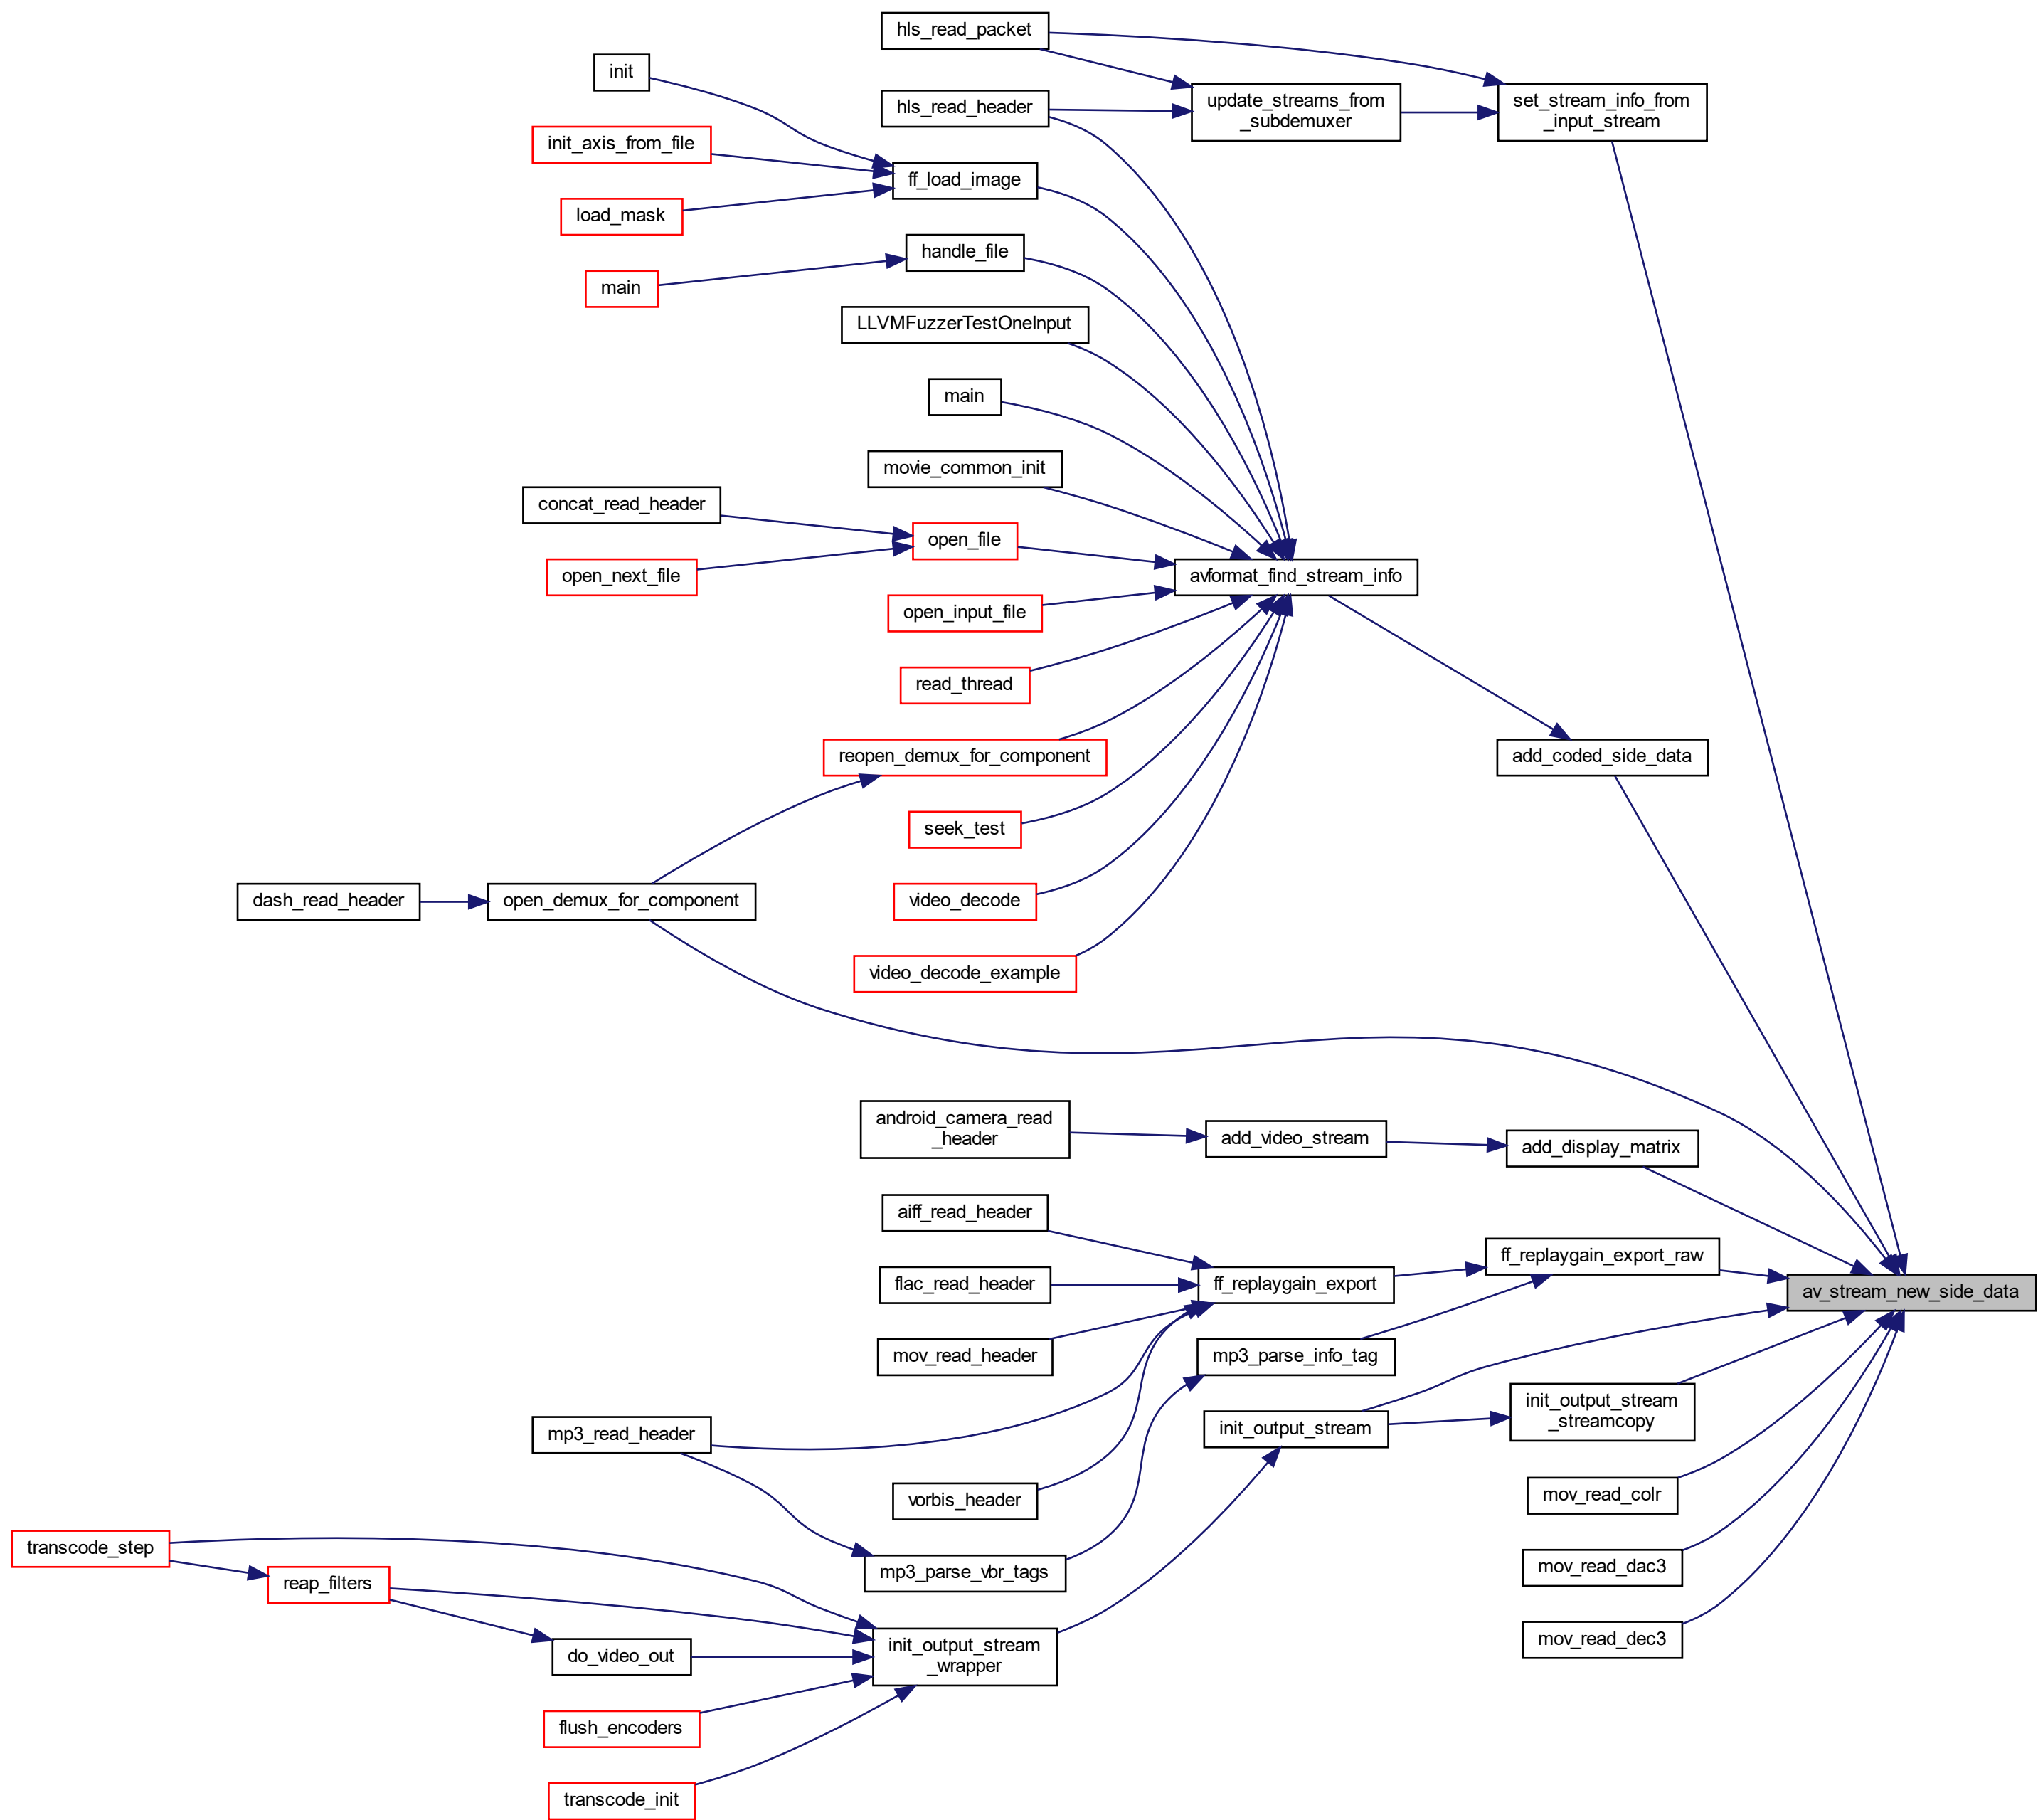 hls_read_packet
init
update_streams_from
_subdemuxer
set_stream_info_from
_input_stream
hls_read_header
init_axis_from_file
ff_load_image
load_mask
handle_file
main
LLVMFuzzerTestOneInput
main
movie_common_init
concat_read_header
open_file
open_next_file
avformat_find_stream_info
open_input_file
read_thread
reopen_demux_for_component
add_coded_side_data
seek_test
dash_read_header
open_demux_for_component
video_decode
video_decode_example
android_camera_read
_header
add_video_stream
add_display_matrix
aiff_read_header
ff_replaygain_export_raw
flac_read_header
ff_replaygain_export
av_stream_new_side_data
mov_read_header
mp3_parse_info_tag
init_output_stream
_streamcopy
mp3_read_header
init_output_stream
vorbis_header
mov_read_colr
transcode_step
reap_filters
mp3_parse_vbr_tags
mov_read_dac3
do_video_out
init_output_stream
_wrapper
mov_read_dec3
flush_encoders
transcode_init